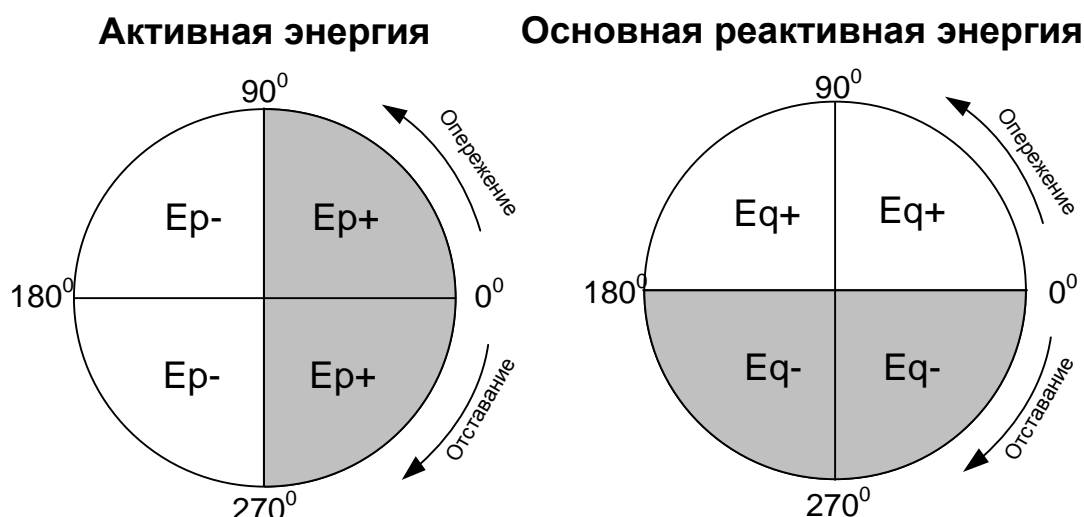 Активная энергия
90⁰
Опережение
Ep-
Ep+
180⁰
0⁰
Ep-
Ep+
Отставание
270⁰
Основная реактивная энергия
90⁰
Опережение
Eq+
Eq+
180⁰
0⁰
Eq-
Eq-
Отставание
270⁰